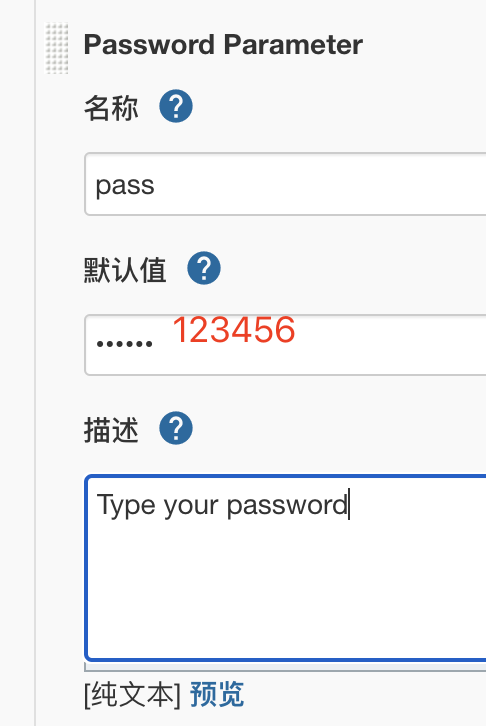 Password Parameter
名称 ?
pass
默认值 ?
•••••• 123456
描述 ?
Type your password
[纯文本] 预览